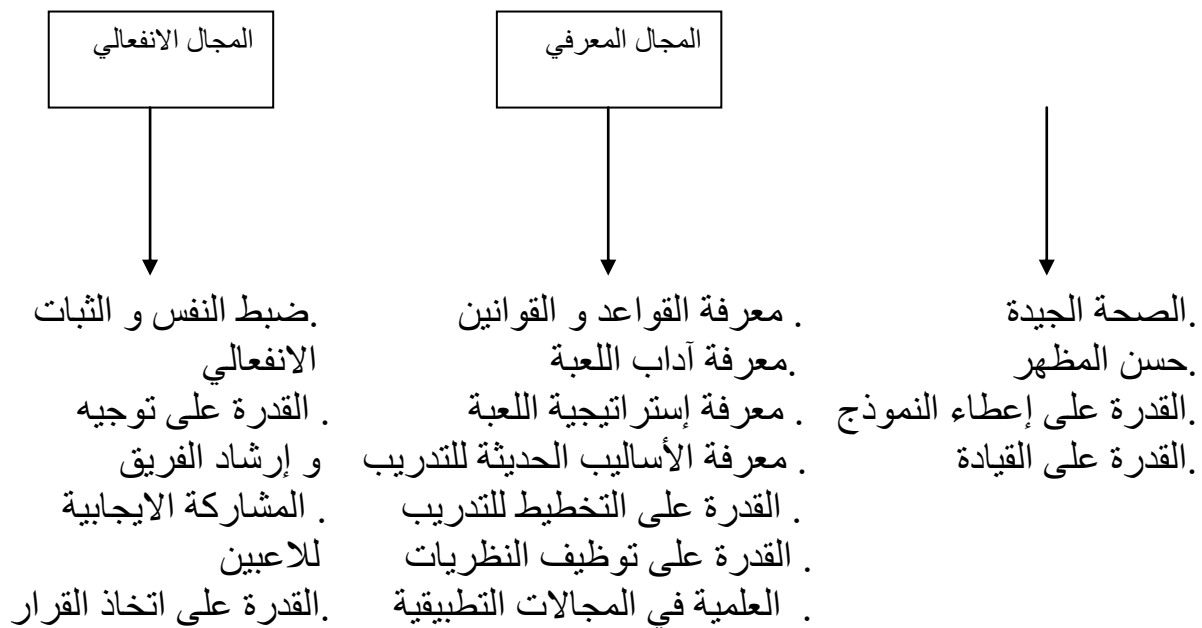 المجال المعرفي
المجال الانفعالي
.الصحة الجيدة
.حسن المظهر
.القدرة على إعطاء النموذج
.القدرة على القيادة
. معرفة القواعد و القوانين
.معرفة آداب اللعبة
. معرفة إستراتيجية اللعبة
. معرفة الأساليب الحديثة للتدريب
. القدرة على التخطيط للتدريب
. القدرة على توظيف النظريات
. العلمية في المجالات التطبيقية
.ضبط النفس و الثبات
الانفعالي
. القدرة على توجيه
و إرشاد الفريق
. المشاركة الايجابية
للاعبين
.القدرة على اتخاذ القرار